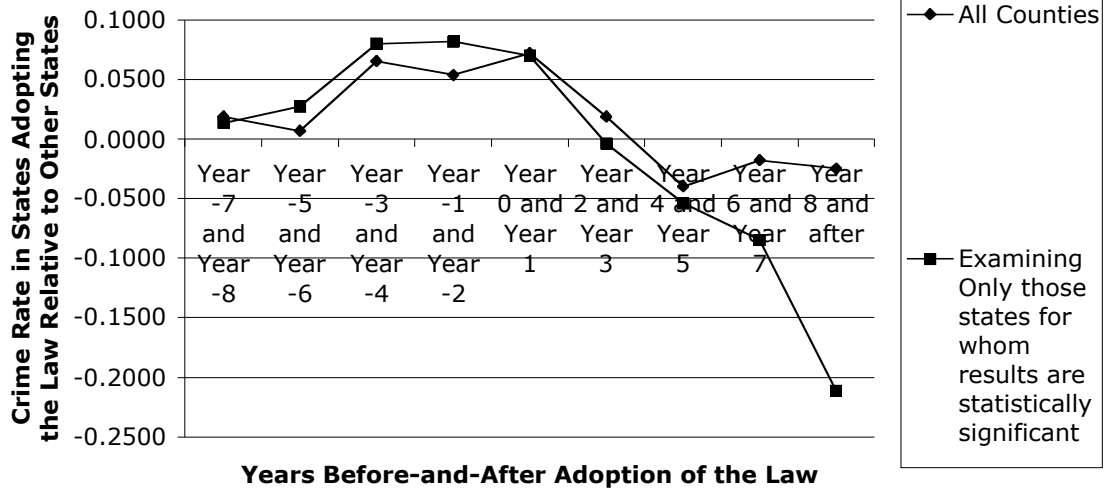 Crime Rate in States Adopting
the Law Relative to Other States
0.1000
0.0500
0.0000
-0.0500
-0.1000
-0.1500
-0.2000
-0.2500
Year
-7
and
Year
-8
Year
-5
and
Year
-6
Year
-3
and
Year
-4
Year
-1
and
Year
-2
Year
0 and
Year
1
Year
2 and
Year
3
Year
4 and
Year
5
Year
6 and
Year
7
Year
8 and
after
Years Before-and-After Adoption of the Law
All Counties
Examining
Only those
states for
whom
results are
statistically
significant